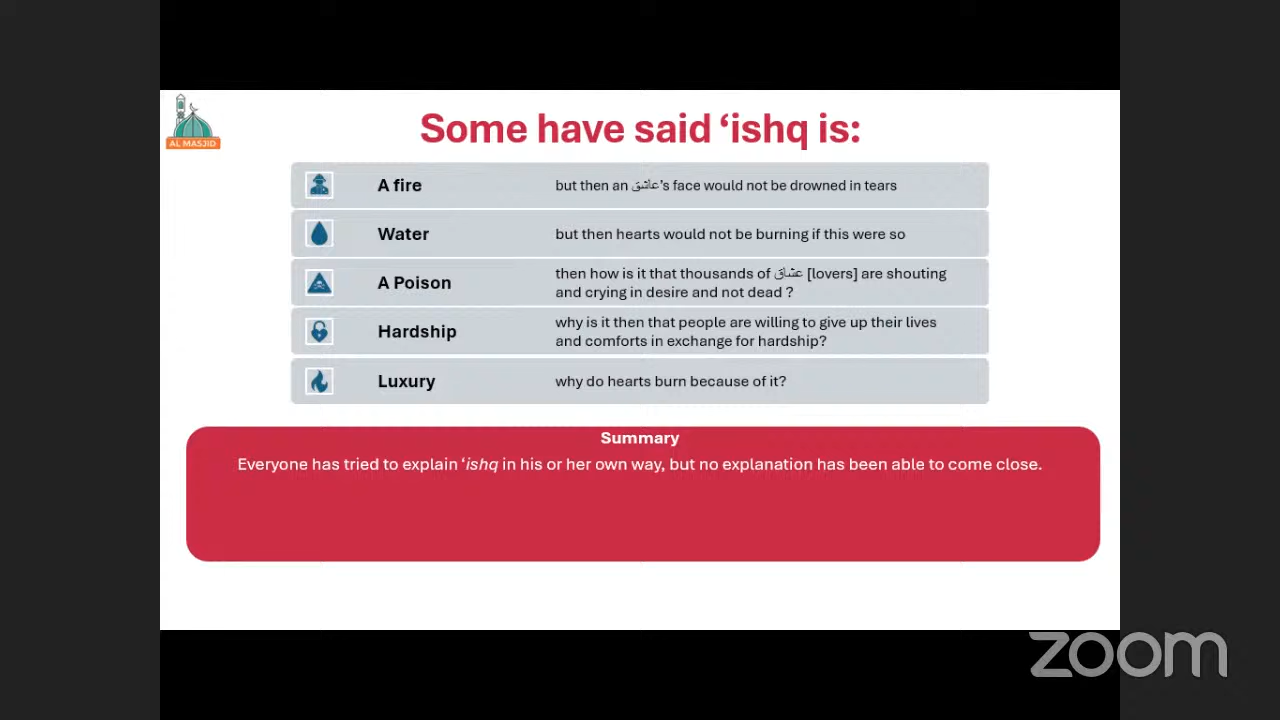 AL MASJID
Some have said ‘ishq is:
A fire
but then an عاشق’s face would not be drowned in tears
Water
but then hearts would not be burning if this were so
A Poison
then how is it that thousands of عشاق [lovers] are shouting
and crying in desire and not dead ?
Hardship
why is it then that people are willing to give up their lives
and comforts in exchange for hardship?
Luxury
why do hearts burn because of it?
Summary
Everyone has tried to explain ‘ishq in his or her own way, but no explanation has been able to come close.
zoom